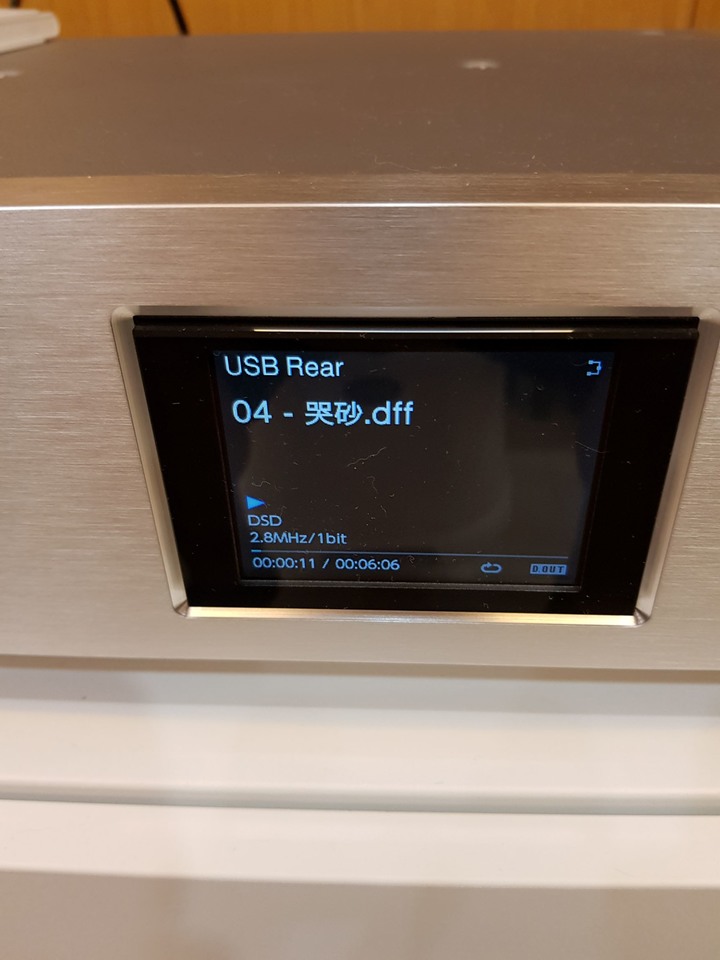 USB Rear
04 - 哭砂.dff
DSD
2.8MHz/1bit
00:00:11 / 00:06:06
D.OUT